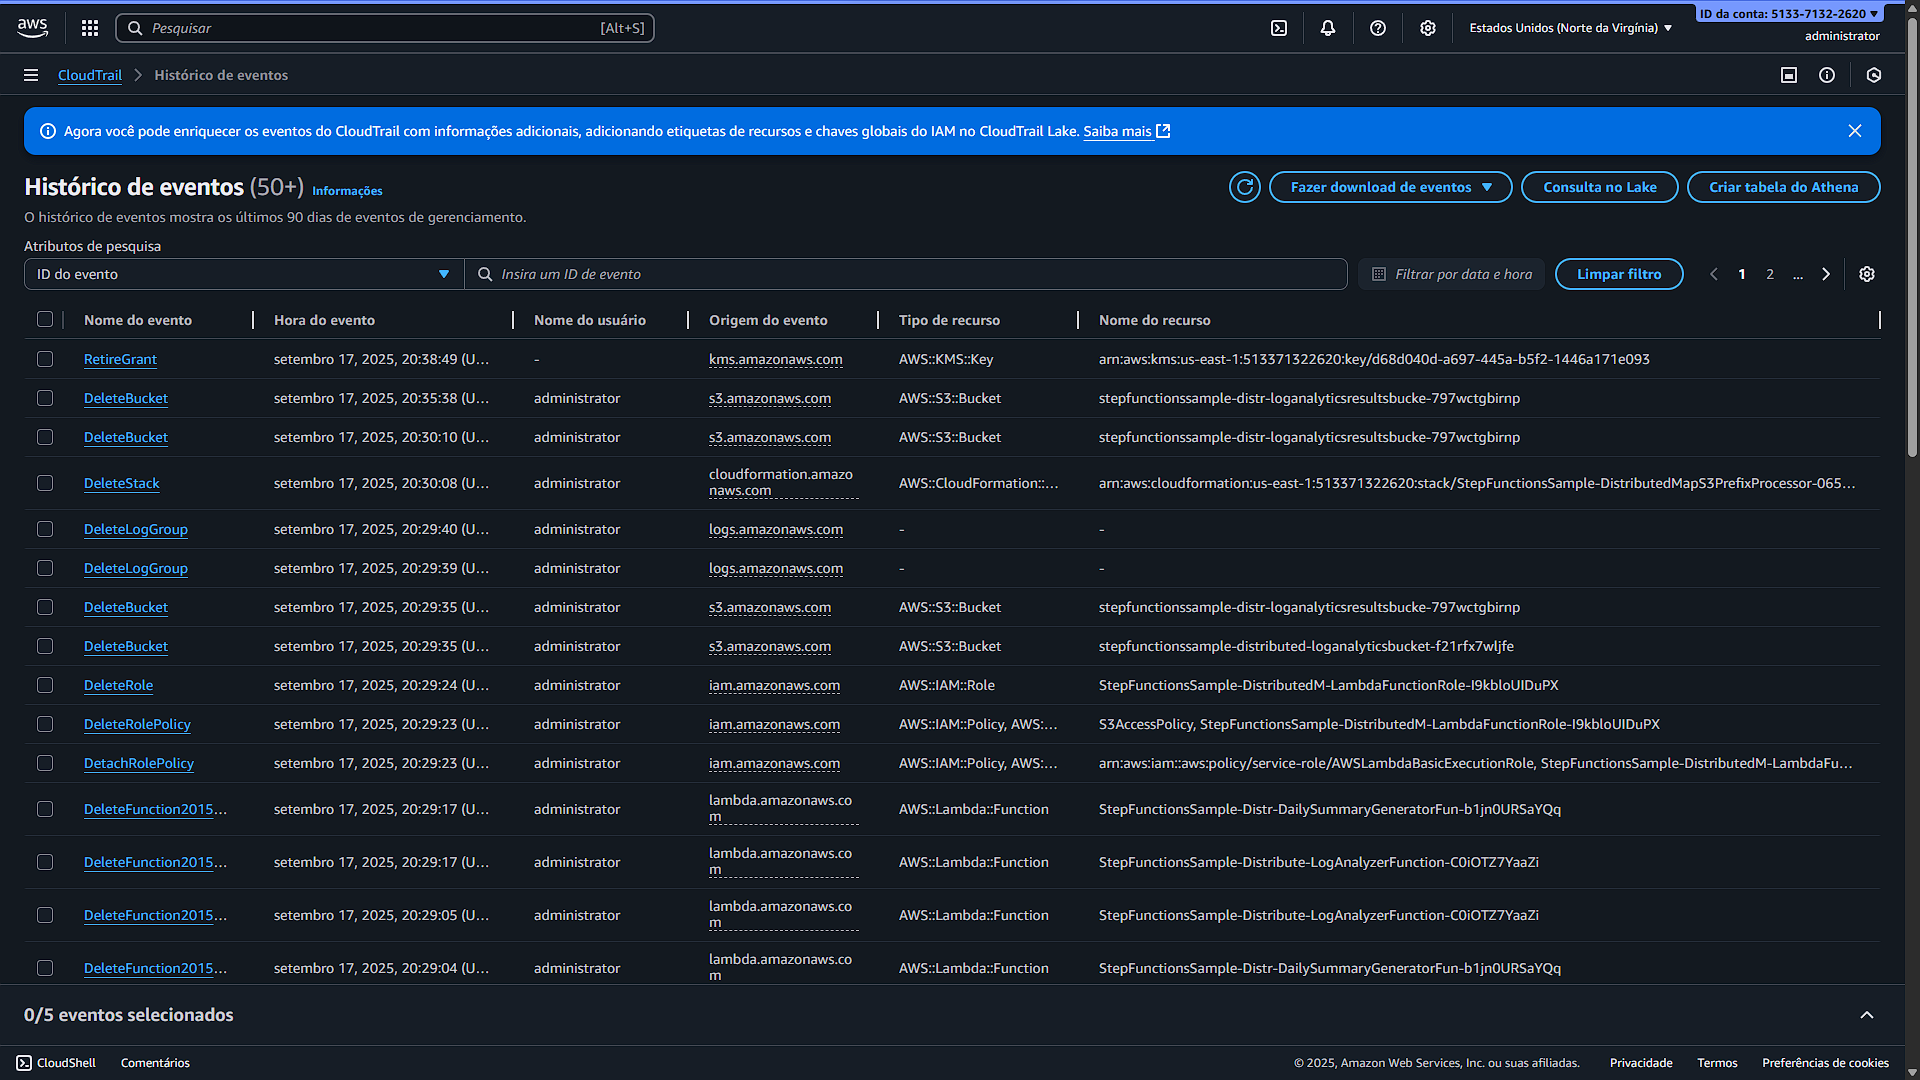 aws
Pesquisar [Alt+S]
Estados Unidos (Norte da Virgínia)
ID da conta: 5133-7132-2620
administrator
CloudTrail
Histórico de eventos
Agora você pode enriquecer os eventos do CloudTrail com informações adicionais, adicionando etiquetas de recursos e chaves globais do IAM no CloudTrail Lake. Saiba mais
Histórico de eventos (50+) Informações
Fazer download de eventos
Consulta no Lake
Criar tabela do Athena
O histórico de eventos mostra os últimos 90 dias de eventos de gerenciamento.
Atributos de pesquisa
ID do evento
Insira um ID de evento
Filtrar por data e hora
Limpar filtro
1 2 ...
Nome do evento Hora do evento Nome do usuário Origem do evento Tipo de recurso Nome do recurso
RetireGrant setembro 17, 2025, 20:38:49 (U... - kms.amazonaws.com AWS::KMS::Key arn:aws:kms:us-east-1:513371322620:key/d68d040d-a697-445a-b5f2-1446a171e093
DeleteBucket setembro 17, 2025, 20:35:38 (U... administrator s3.amazonaws.com AWS::S3::Bucket stepfunctionssample-distr-loganalyticsresultsbucke-797wctgbirnp
DeleteBucket setembro 17, 2025, 20:30:10 (U... administrator s3.amazonaws.com AWS::S3::Bucket stepfunctionssample-distr-loganalyticsresultsbucke-797wctgbirnp
DeleteStack setembro 17, 2025, 20:30:08 (U... administrator cloudformation.amazo
naws.com AWS::CloudFormation::... arn:aws:cloudformation:us-east-1:513371322620:stack/StepFunctionsSample-DistributedMapS3PrefixProcessor-065...
DeleteLogGroup setembro 17, 2025, 20:29:40 (U... administrator logs.amazonaws.com - -
DeleteLogGroup setembro 17, 2025, 20:29:39 (U... administrator logs.amazonaws.com - -
DeleteBucket setembro 17, 2025, 20:29:35 (U... administrator s3.amazonaws.com AWS::S3::Bucket stepfunctionssample-distr-loganalyticsresultsbucke-797wctgbirnp
DeleteBucket setembro 17, 2025, 20:29:35 (U... administrator s3.amazonaws.com AWS::S3::Bucket stepfunctionssample-distributed-loganalyticsbucket-f21rfx7wljfe
DeleteRole setembro 17, 2025, 20:29:24 (U... administrator iam.amazonaws.com AWS::IAM::Role StepFunctionsSample-DistributedM-LambdaFunctionRole-I9kbloUIDuPX
DeleteRolePolicy setembro 17, 2025, 20:29:23 (U... administrator iam.amazonaws.com AWS::IAM::Policy, AWS:... S3AccessPolicy, StepFunctionsSample-DistributedM-LambdaFunctionRole-I9kbloUIDuPX
DetachRolePolicy setembro 17, 2025, 20:29:23 (U... administrator iam.amazonaws.com AWS::IAM::Policy, AWS:... arn:aws:iam::aws:policy/service-role/AWSLambdaBasicExecutionRole, StepFunctionsSample-DistributedM-LambdaFu...
DeleteFunction2015... setembro 17, 2025, 20:29:17 (U... administrator lambda.amazonaws.co
m AWS::Lambda::Function StepFunctionsSample-Distr-DailySummaryGeneratorFun-b1jn0URSaYQq
DeleteFunction2015... setembro 17, 2025, 20:29:17 (U... administrator lambda.amazonaws.co
m AWS::Lambda::Function StepFunctionsSample-Distribute-LogAnalyzerFunction-C0iOTZ7YaaZi
DeleteFunction2015... setembro 17, 2025, 20:29:05 (U... administrator lambda.amazonaws.co
m AWS::Lambda::Function StepFunctionsSample-Distribute-LogAnalyzerFunction-C0iOTZ7YaaZi
DeleteFunction2015... setembro 17, 2025, 20:29:04 (U... administrator lambda.amazonaws.co
m AWS::Lambda::Function StepFunctionsSample-Distr-DailySummaryGeneratorFun-b1jn0URSaYQq
0/5 eventos selecionados
CloudShell Comentários © 2025, Amazon Web Services, Inc. ou suas afiliadas. Privacidade Termos Preferências de cookies